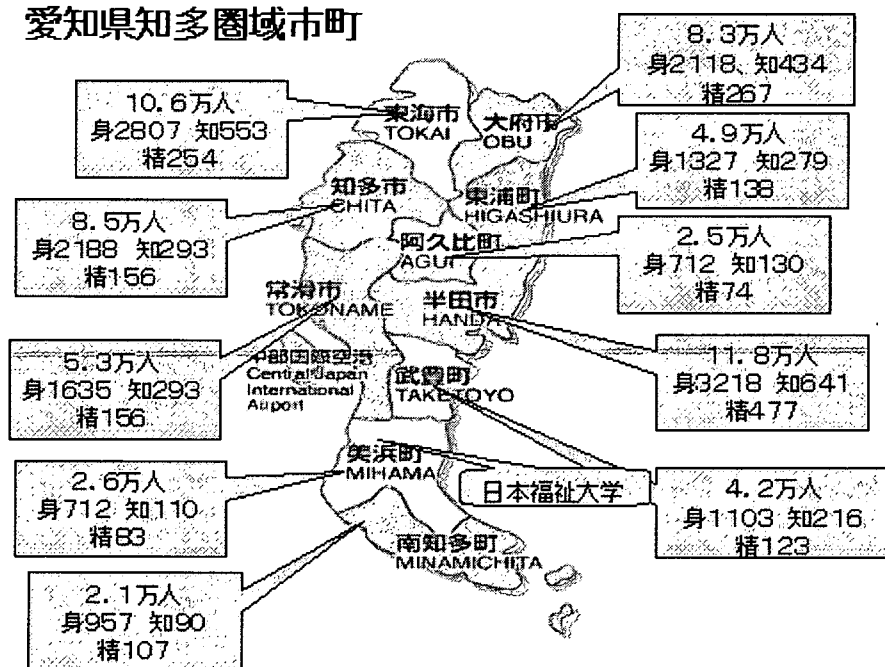 愛知県知多圏域市町
8.3万人
身2118、知434
精267
10.6万人
身2807 知553
精254
東海市
TOKAI
大府市
OBU
4.9万人
身1327 知279
精138
知多市
CHITA
東浦町
HIGASHIURA
8.5万人
身2188 知293
精156
阿久比町
AGUI
2.5万人
身712 知130
精74
常滑市
TOKONAME
半田市
HANDA
5.3万人
身1635 知293
精156
中部国際空港
Central Japan
International
Airport
武豊町
TAKETOYO
11.8万人
身3218 知641
精477
美浜町
MIHAMA
2.6万人
身712 知110
精83
日本福祉大学
4.2万人
身1103 知216
精123
南知多町
MINAMICHITA
2.1万人
身957 知90
精107